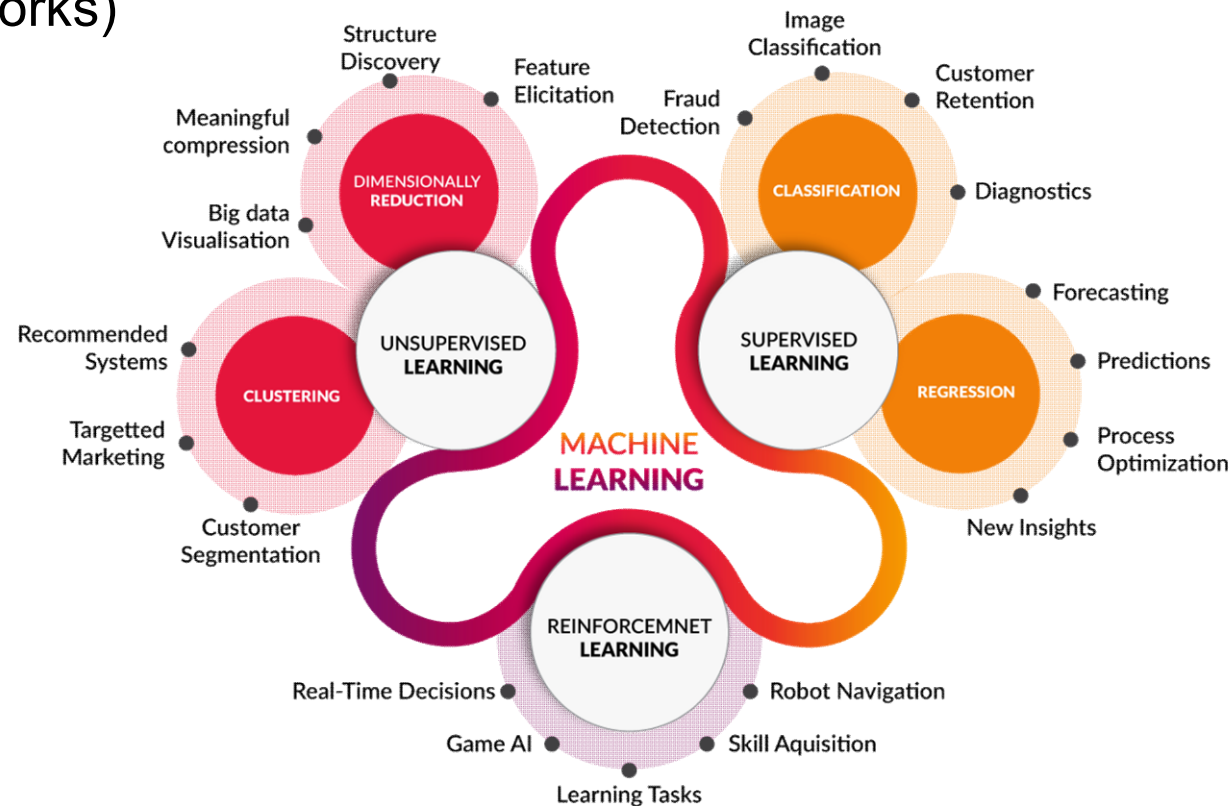 orks)
Structure
Discovery
Feature
Elicitation
Meaningful
compression
Big data
Visualisation
DIMENSIONALLY
REDUCTION
Recommended
Systems
Targetted
Marketing
Customer
Segmentation
CLUSTERING
UNSUPERVISED
LEARNING
Image
Classification
Fraud
Detection
Customer
Retention
Diagnostics
CLASSIFICATION
SUPERVISED
LEARNING
Forecasting
Predictions
Process
Optimization
New Insights
REGRESSION
MACHINE
LEARNING
REINFORCEMNET
LEARNING
Real-Time Decisions
Game AI
Learning Tasks
Skill Aquisition
Robot Navigation